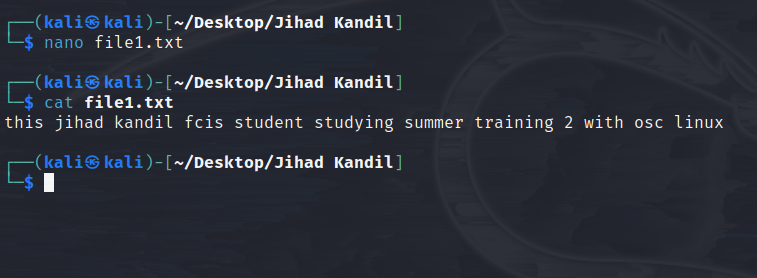 ┌──(kali㉿kali)-[~/Desktop/Jihad Kandil]
└─$ nano file1.txt
┌──(kali㉿kali)-[~/Desktop/Jihad Kandil]
└─$ cat file1.txt
this jihad kandil fcis student studying summer training 2 with osc linux
┌──(kali㉿kali)-[~/Desktop/Jihad Kandil]
└─$